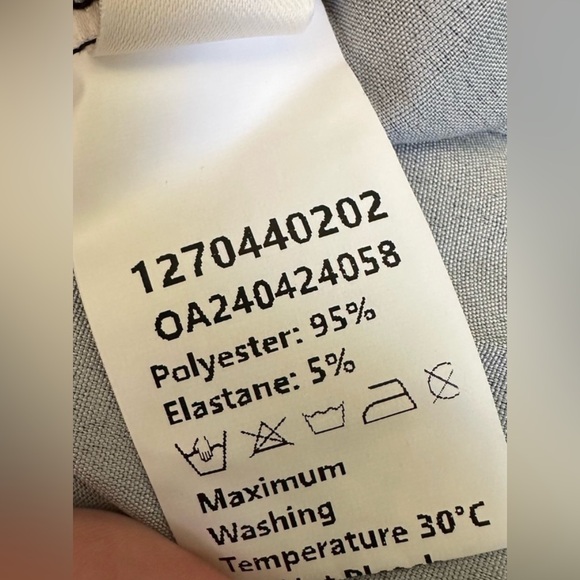 1270440202
OA240424058
Polyester: 95%
Elastane: 5%
Maximum
Washing
Temperature 30°C